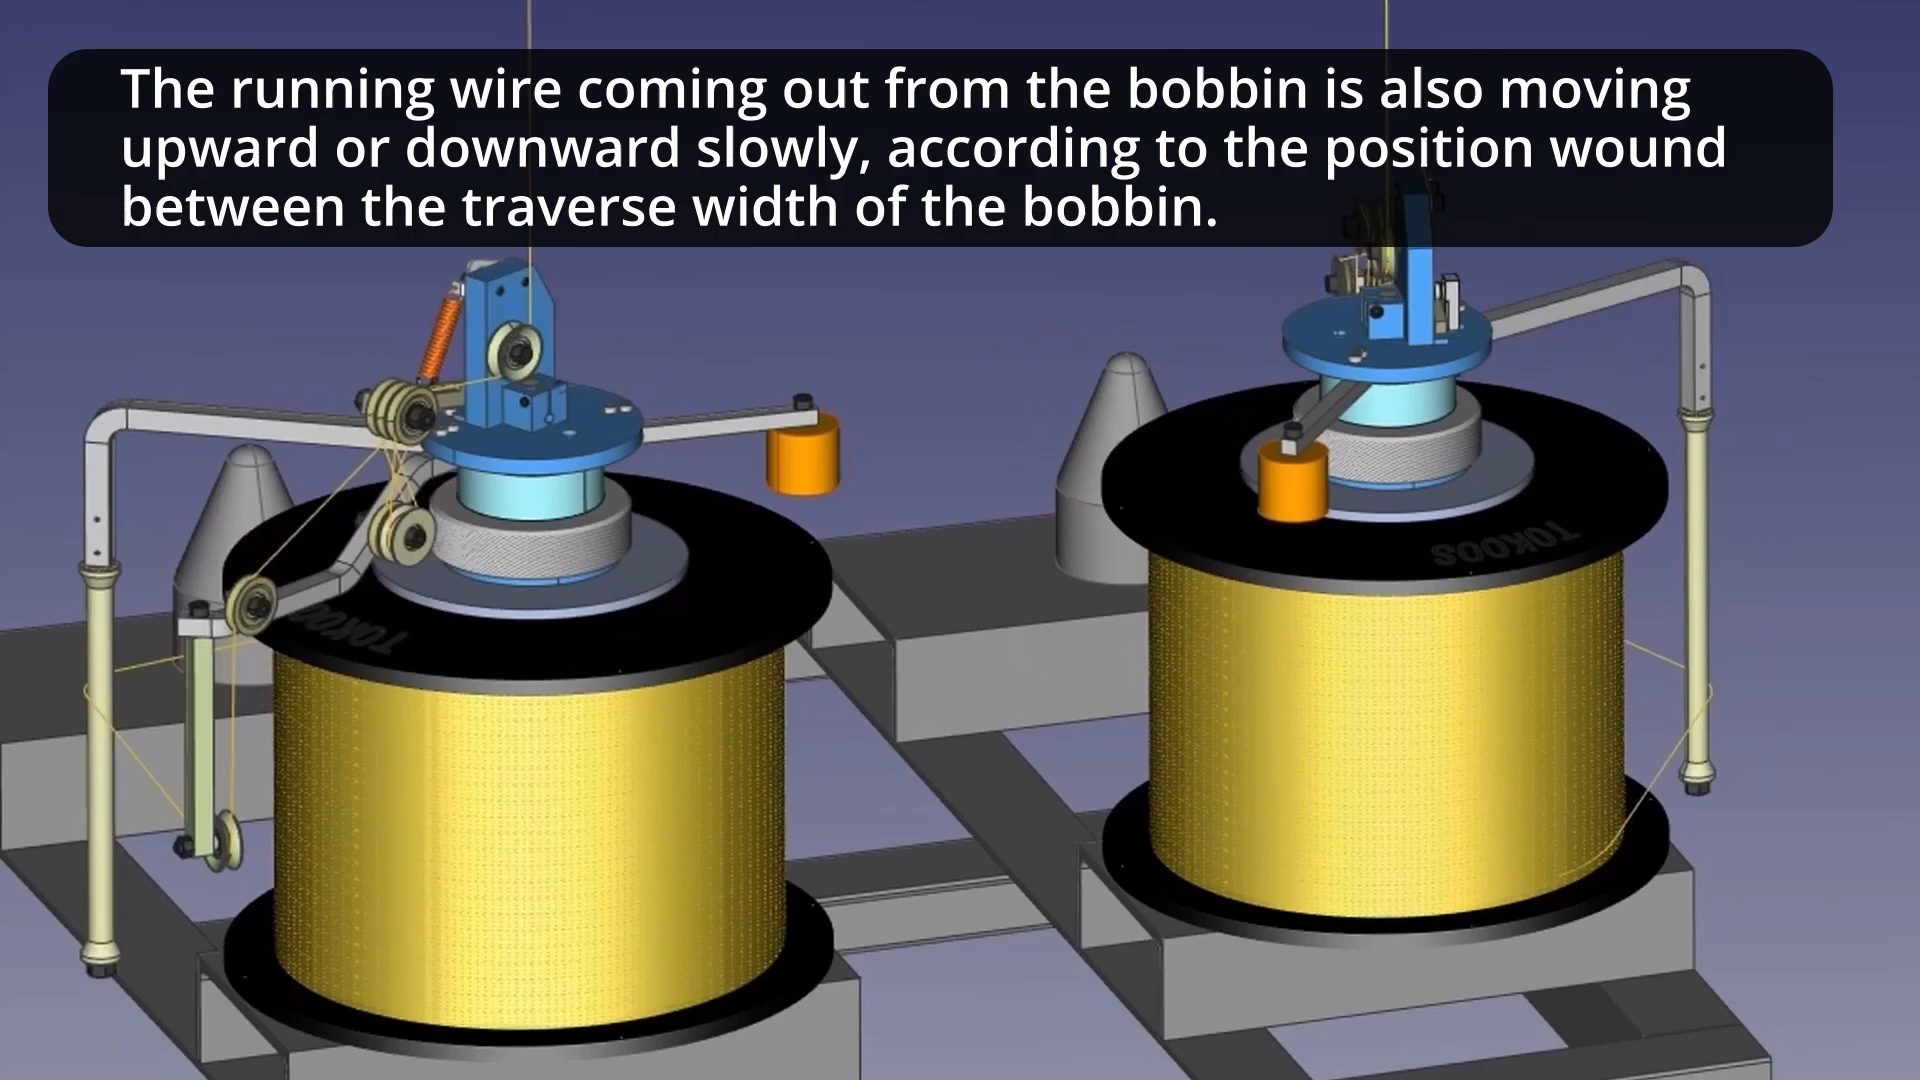 The running wire coming out from the bobbin is also moving
upward or downward slowly, according to the position wound
between the traverse width of the bobbin.
TOKOOS